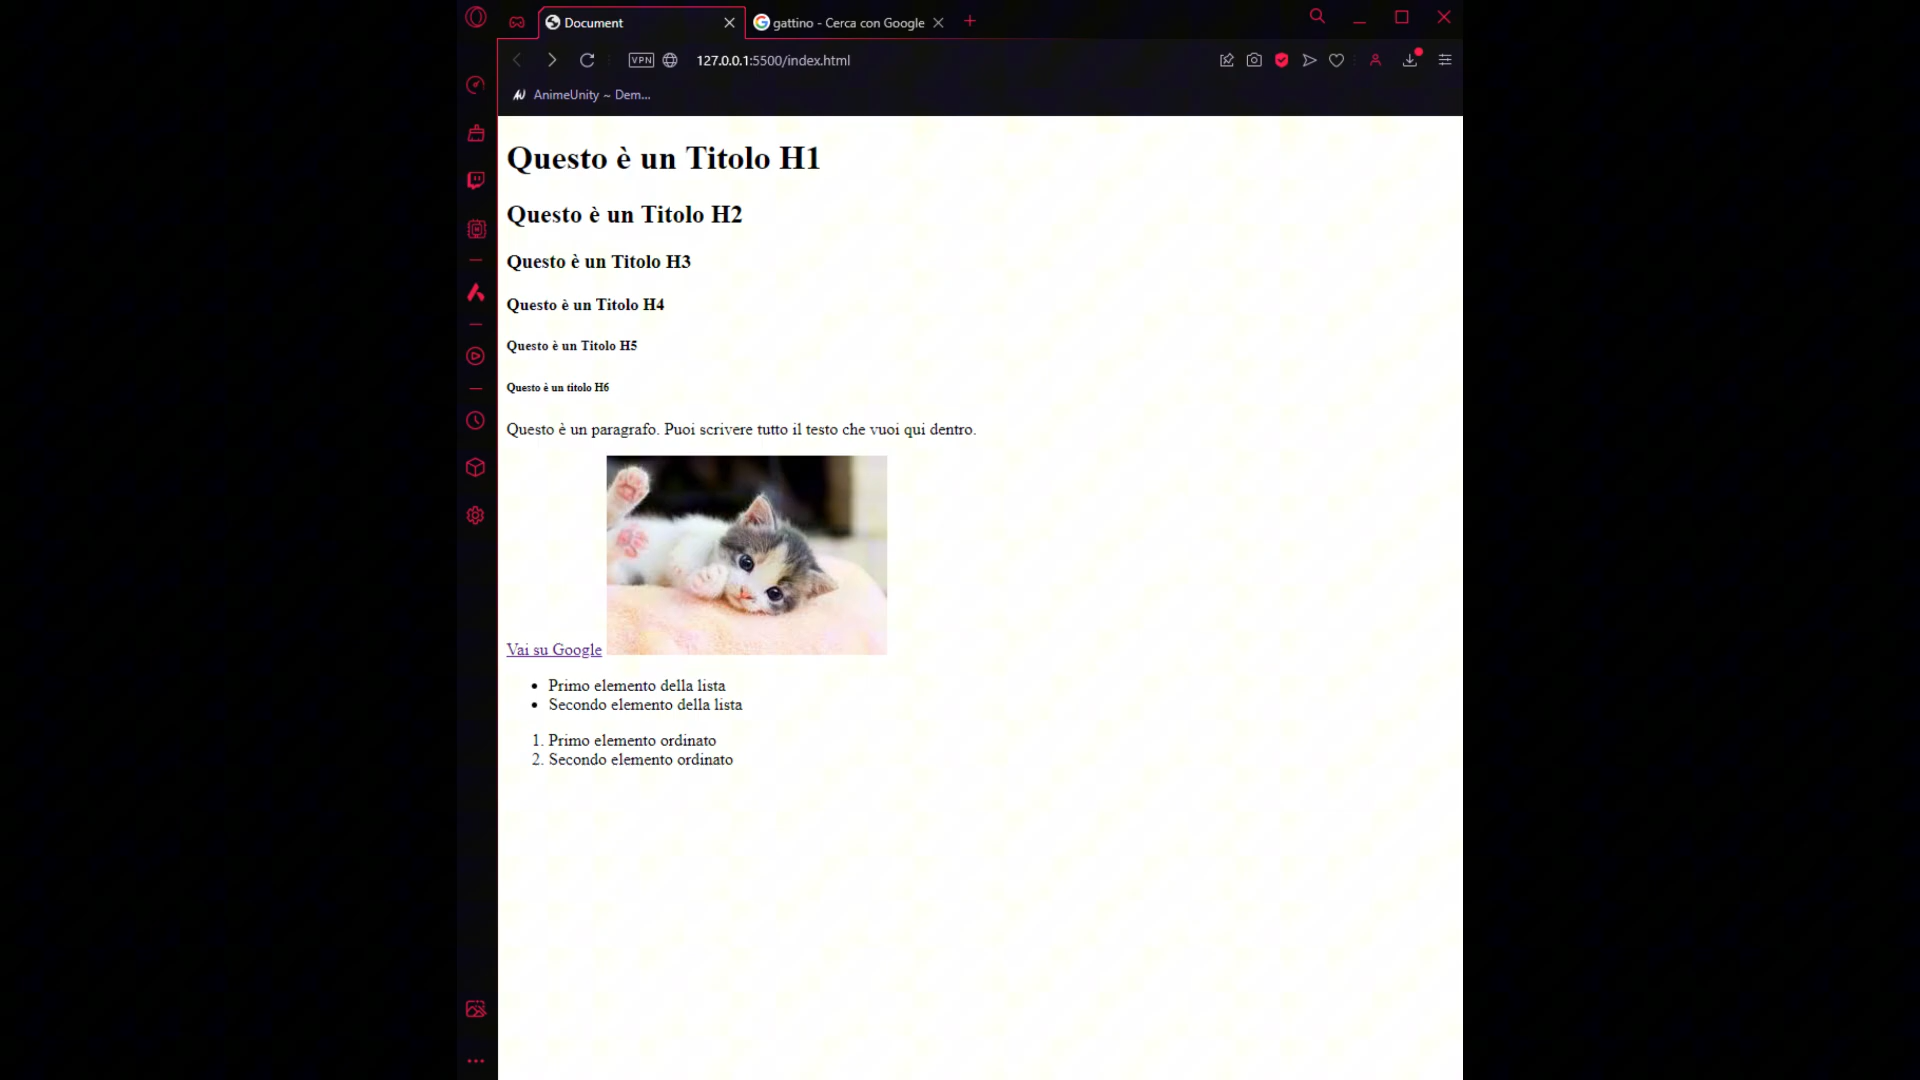 Document
gattino - Cerca con Google
VPN
127.0.0.1:5500/index.html
AnimeUnity ~ Dem...
Questo è un Titolo H1
Questo è un Titolo H2
Questo è un Titolo H3
Questo è un Titolo H4
Questo è un Titolo H5
Questo è un titolo H6
Questo è un paragrafo. Puoi scrivere tutto il testo che vuoi qui dentro.
Vai su Google
• Primo elemento della lista
• Secondo elemento della lista
1. Primo elemento ordinato
2. Secondo elemento ordinato